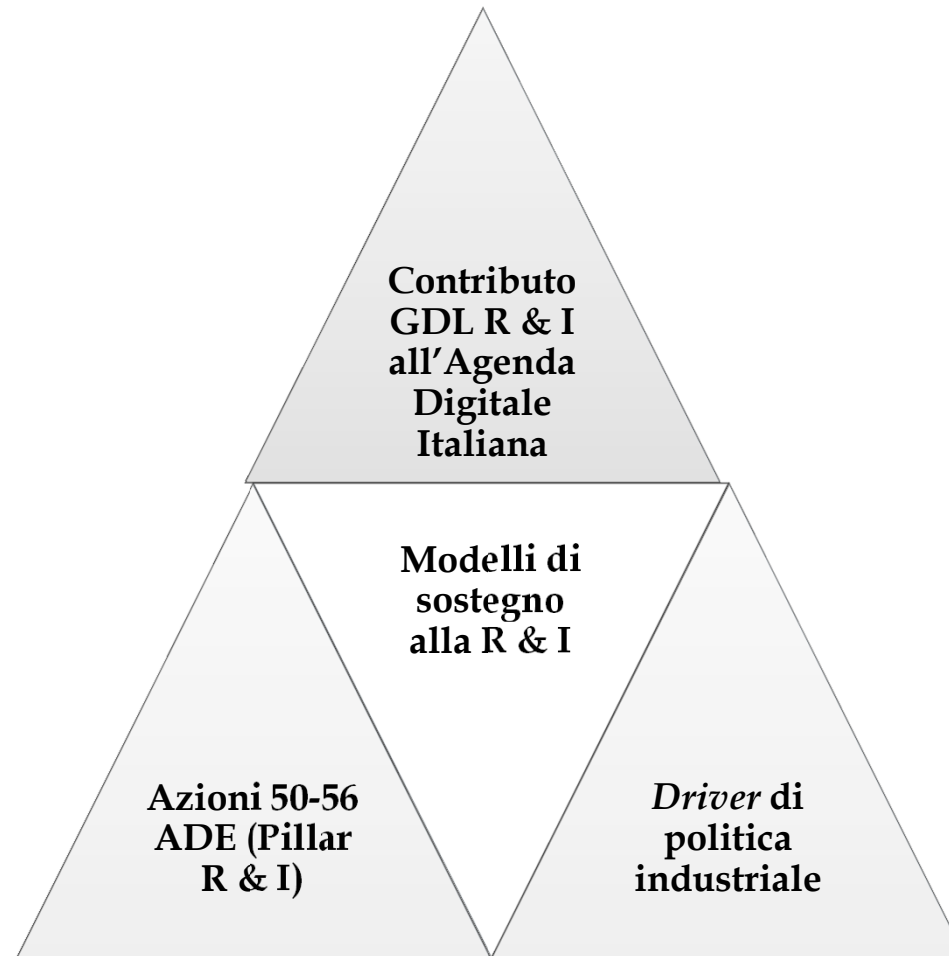 Contributo
GDL R & I
all'Agenda
Digitale
Italiana
Modelli di
sostegno
alla R & I
Azioni 50-56
ADE (Pillar
R & I)
Driver di
politica
industriale